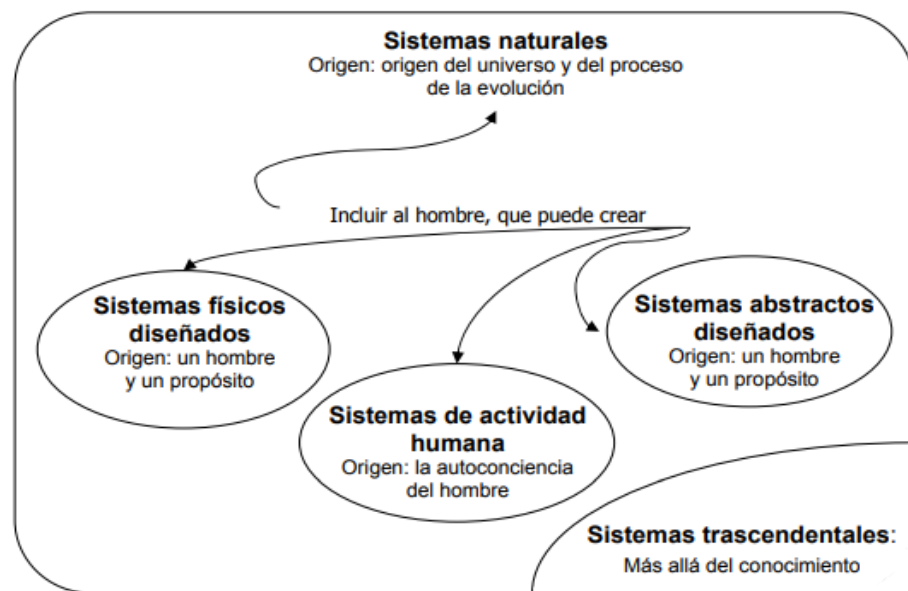 Sistemas naturales
Origen: origen del universo y del proceso
de la evolución
Incluir al hombre, que puede crear
Sistemas físicos
diseñados
Origen: un hombre
y un propósito
Sistemas de actividad
humana
Origen: la autoconciencia
del hombre
Sistemas abstractos
diseñados
Origen: un hombre
y un propósito
Sistemas trascendentales:
Más allá del conocimiento